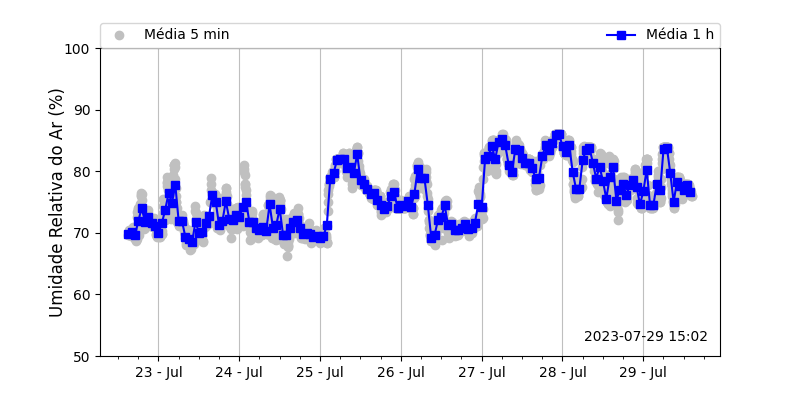 Média 5 min
Média 1 h
Umidade Relativa do Ar (%)
100
90
80
70
60
50
2023-07-29 15:02
23 - Jul
24 - Jul
25 - Jul
26 - Jul
27 - Jul
28 - Jul
29 - Jul